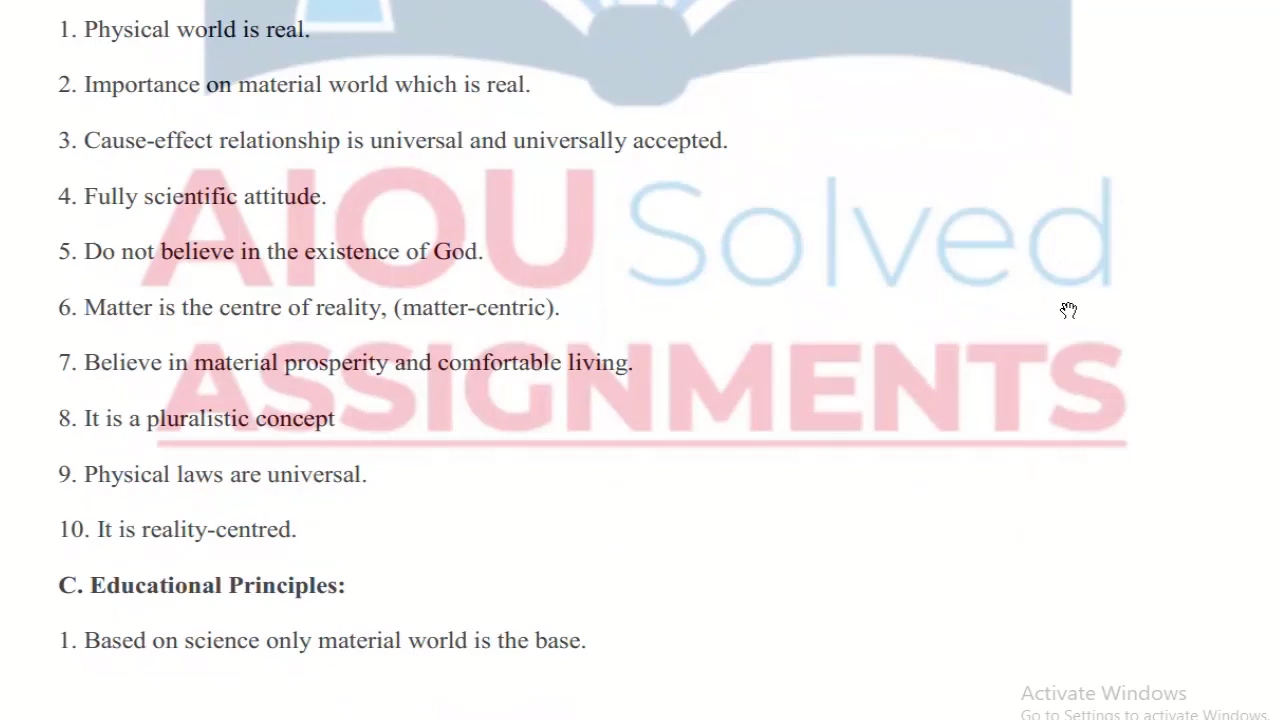 1. Physical world is real.
2. Importance on material world which is real.
3. Cause-effect relationship is universal and universally accepted.
4. Fully scientific attitude.
5. Do not believe in the existence of God.
6. Matter is the centre of reality, (matter-centric).
7. Believe in material prosperity and comfortable living.
8. It is a pluralistic concept
9. Physical laws are universal.
10. It is reality-centred.
C. Educational Principles:
1. Based on science only material world is the base.
AIOU Solved
ASSIGNMENTS
Activate Windows
Go to Settings to activate Windows.